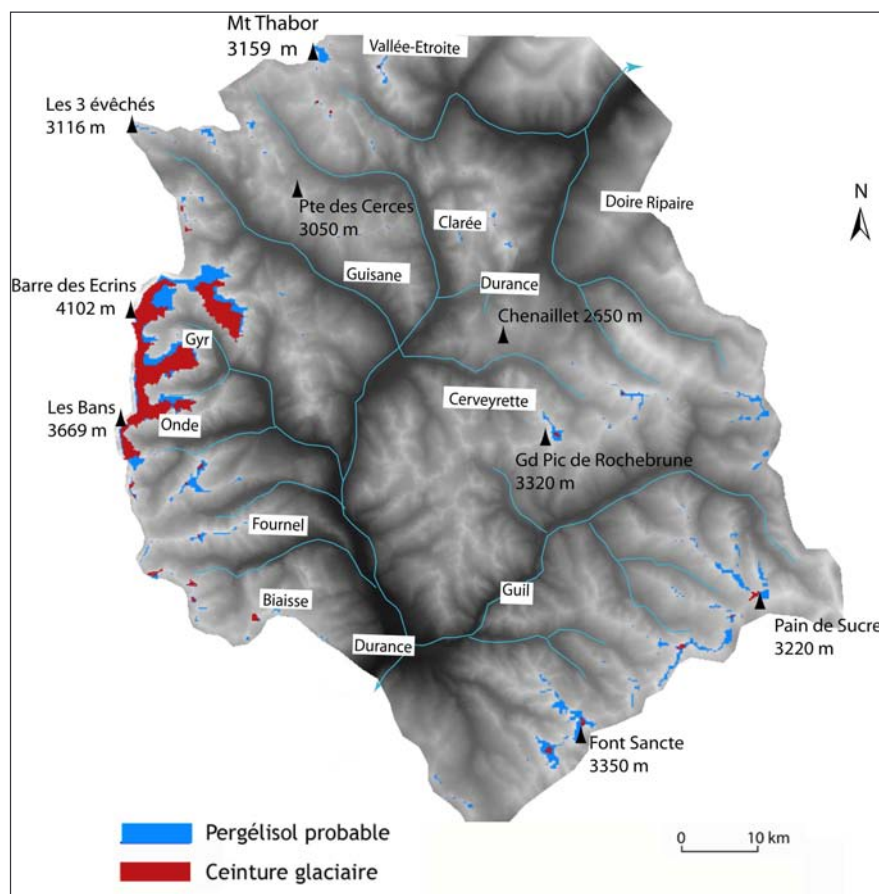 Mt Thabor
3159 m
Vallée-Etroite
Les 3 évêchés
3116 m
N
Doire Ripaire
Pte des Cerces
3050 m
Clarée
Guisane
Durance
Barre des Ecrins
4102 m
Chenaillet 2650 m
Gyr
Cerveyrette
Les Bans
3669 m
Onde
Gd Pic de Rochebrune
3320 m
Fournel
Guil
Biaisse
Durance
Pain de Sucre
3220 m
Font Sancte
3350 m
Pergélisol probable
0 10 km
Ceinture glaciaire